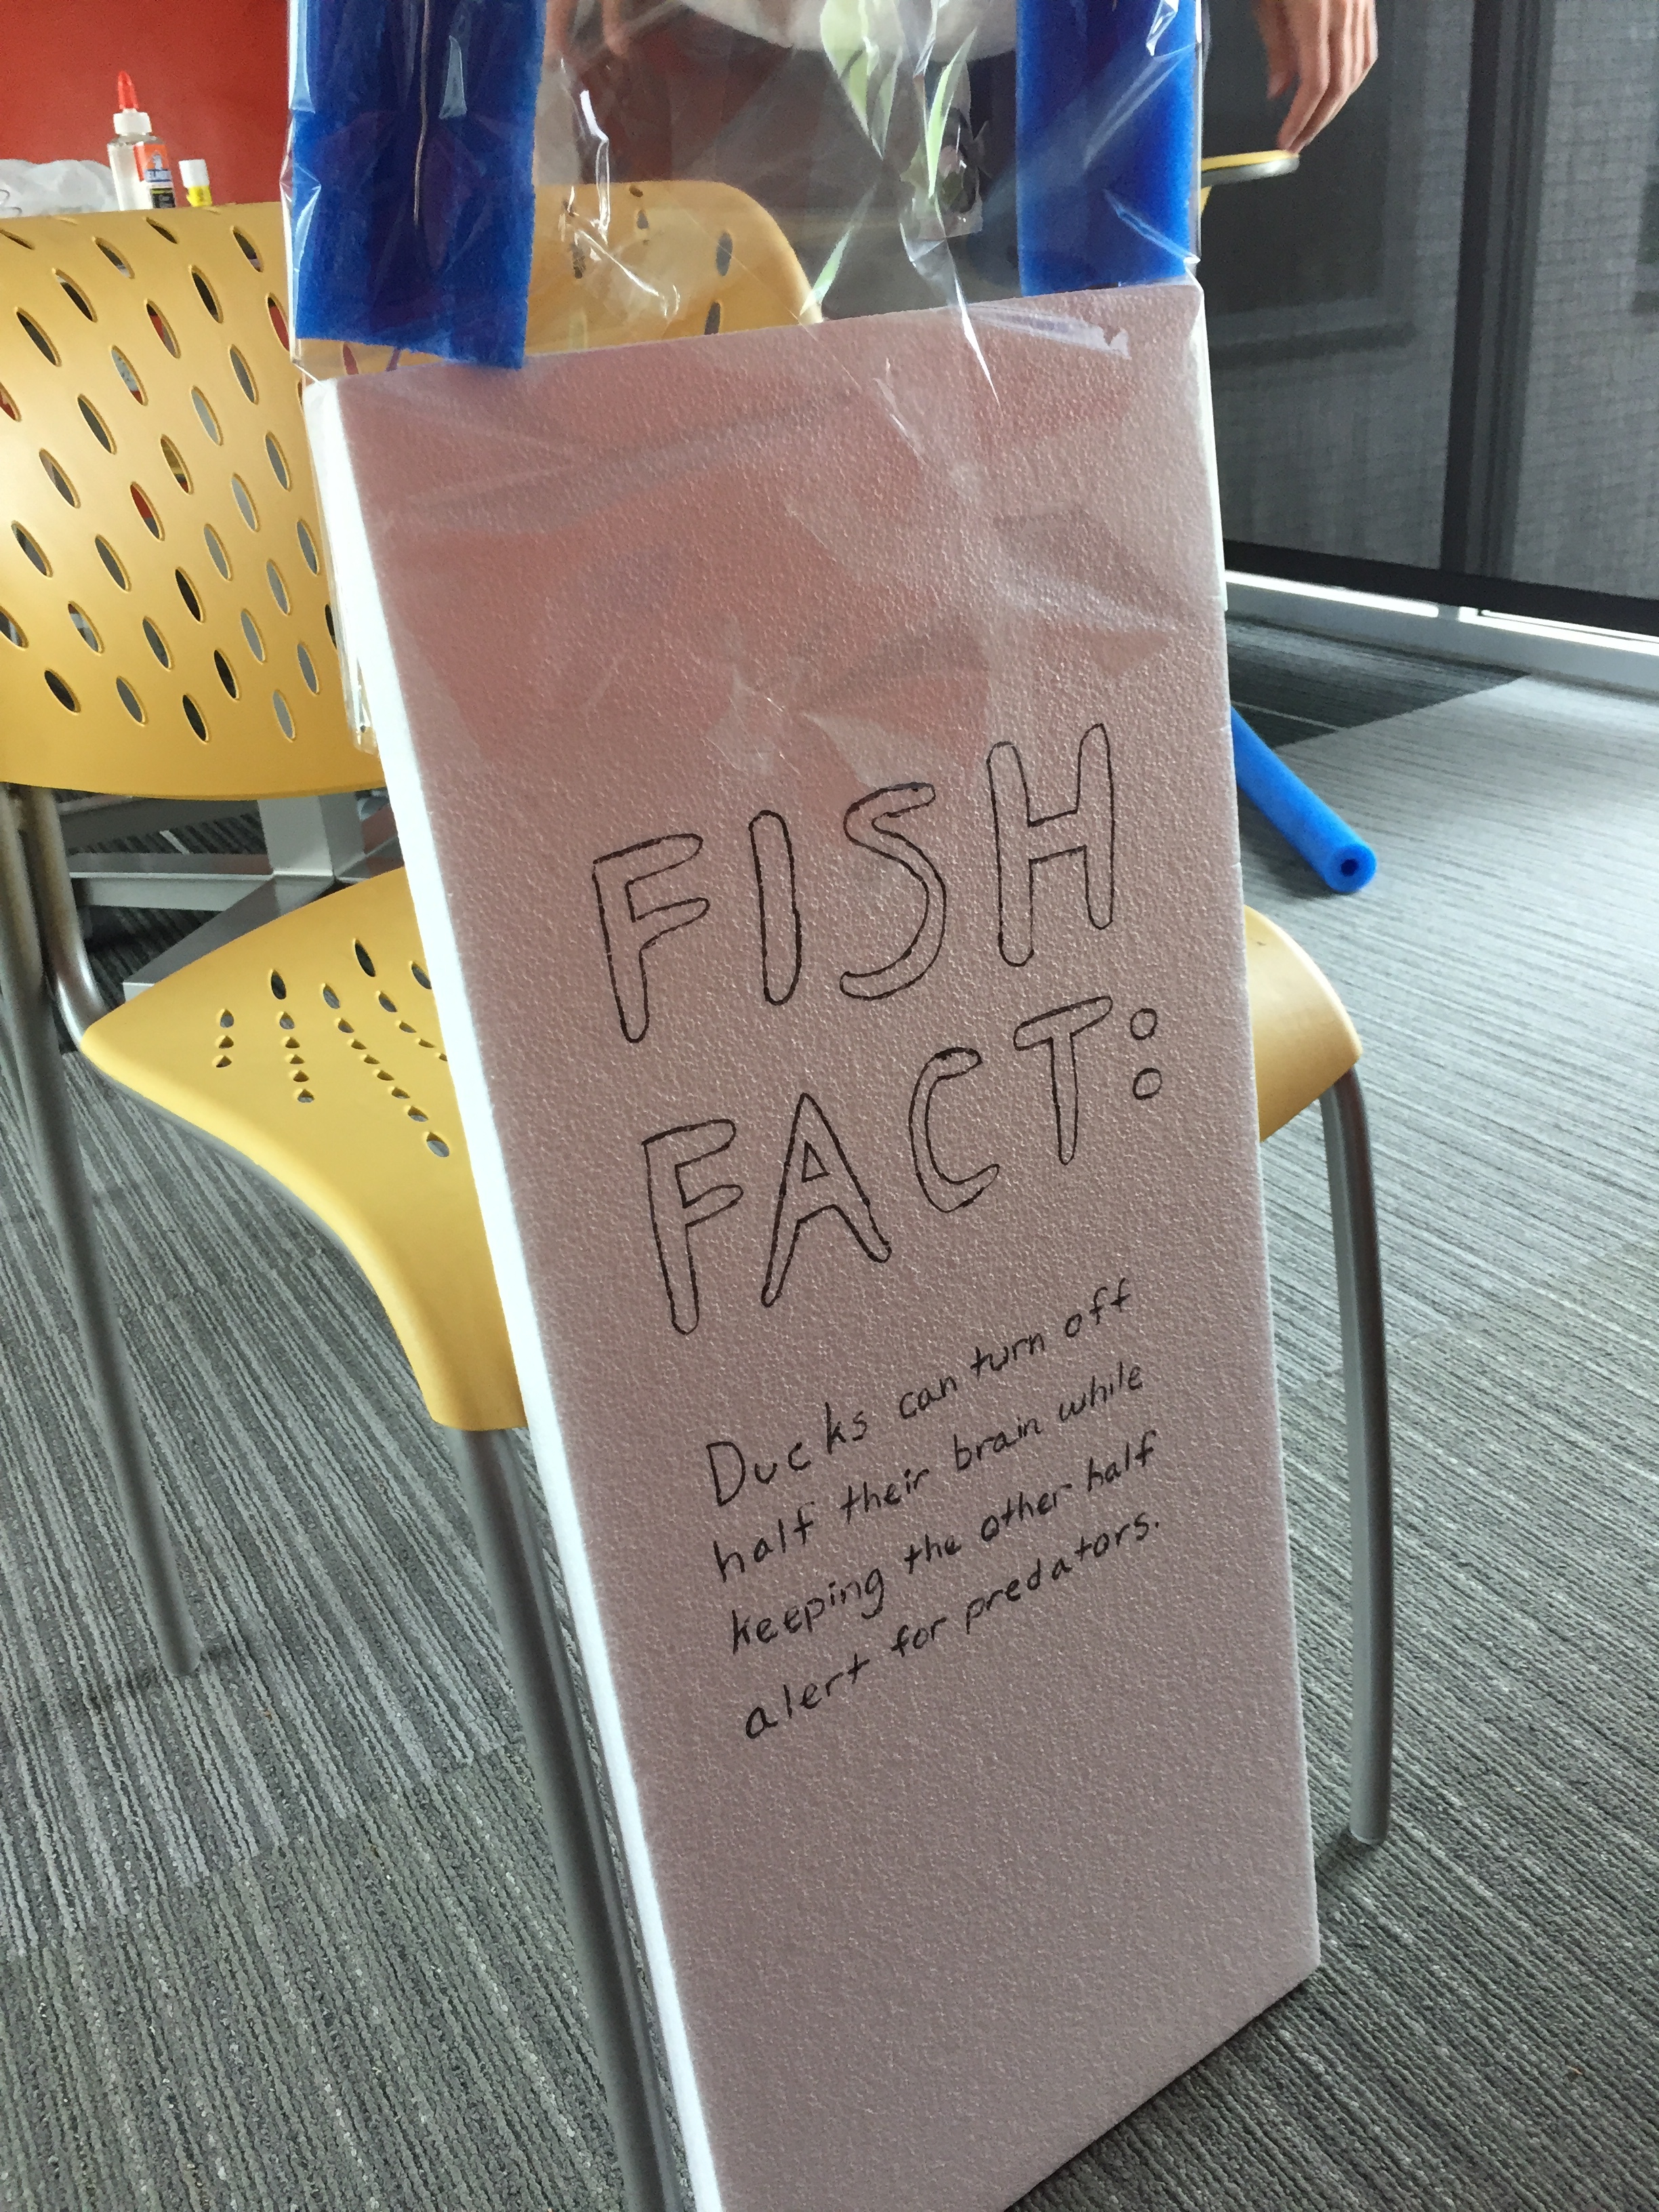 FISH
FACT:
Ducks can turn off
half their brain while
keeping the other half
alert for predators.